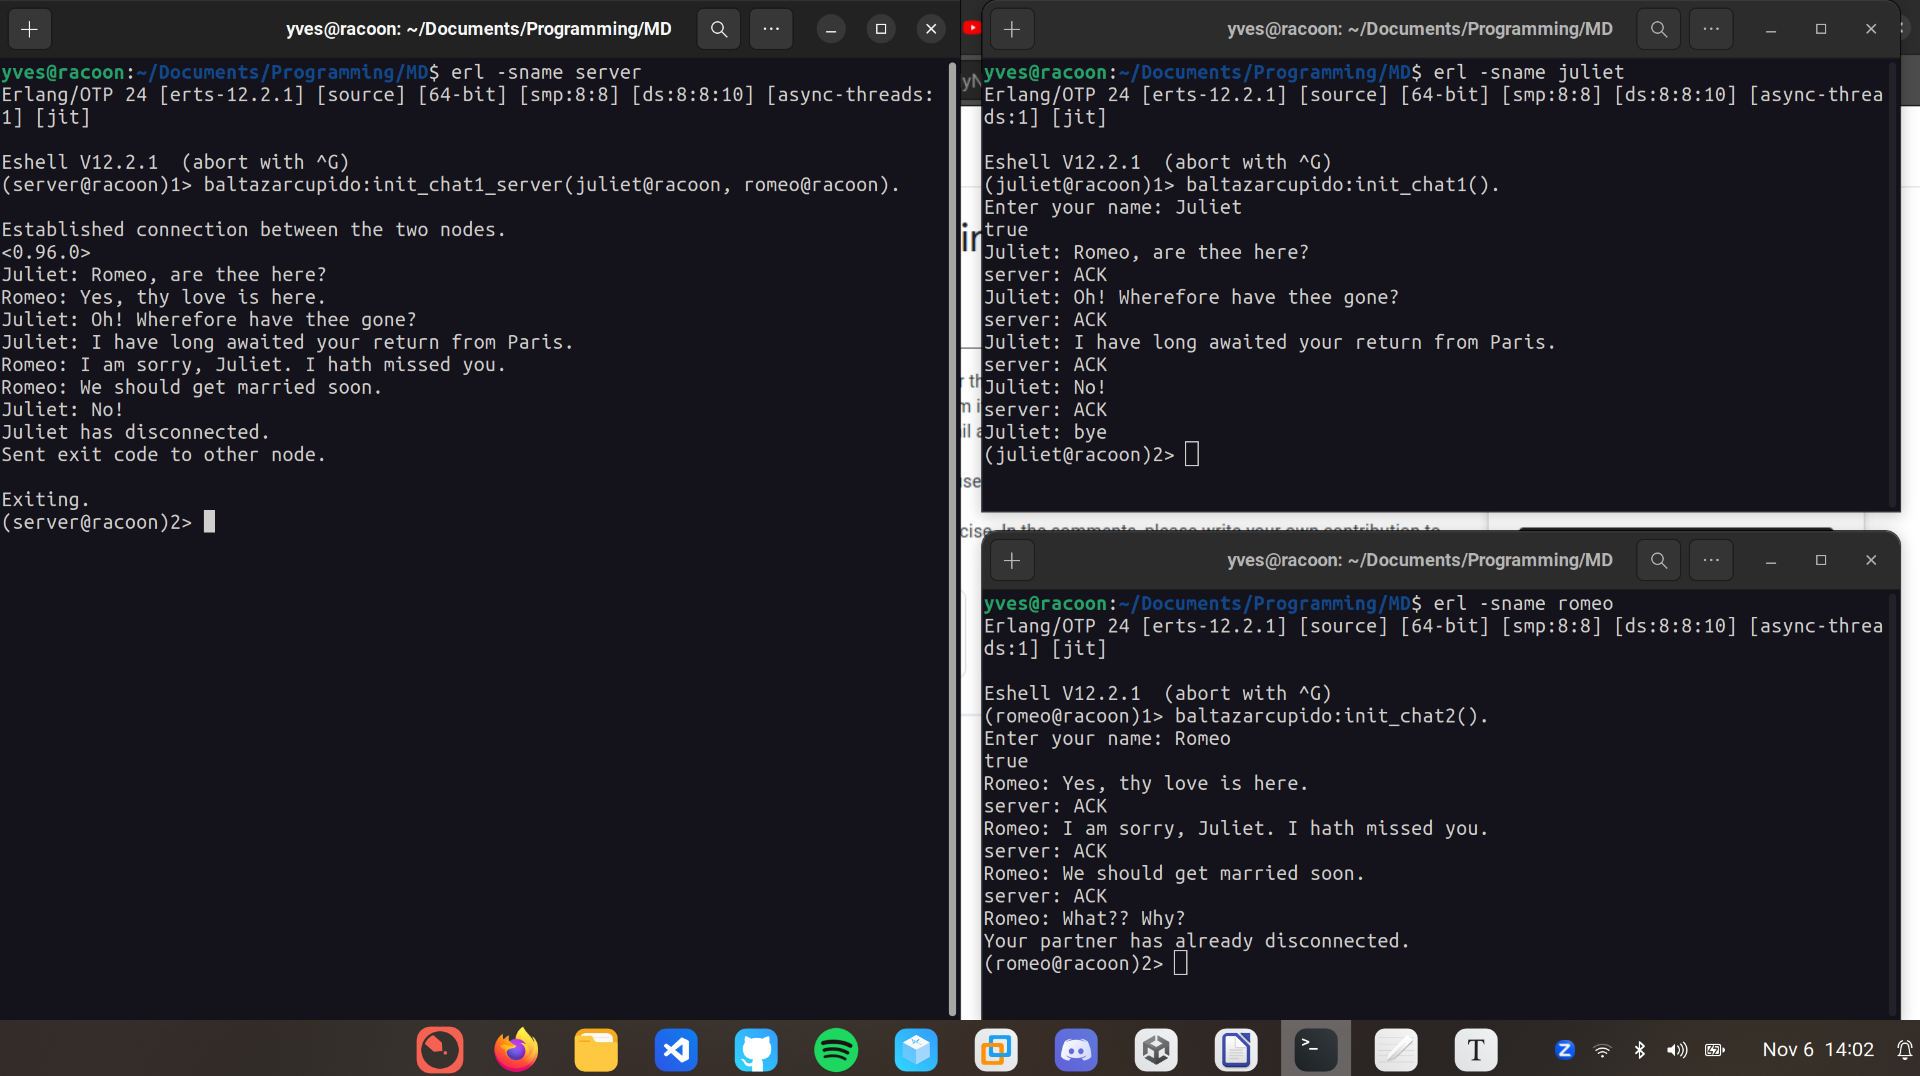 yves@racoon: ~/Documents/Programming/MD
yves@racoon:~/Documents/Programming/MD$ erl -sname server
Erlang/OTP 24 [erts-12.2.1] [source] [64-bit] [smp:8:8] [ds:8:8:10] [async-threads:
1] [jit]
Eshell V12.2.1  (abort with ^G)
(server@racoon)1> baltazarcupido:init_chat1_server(juliet@racoon, romeo@racoon).
Established connection between the two nodes.
<0.96.0>
Juliet: Romeo, are thee here?
Romeo: Yes, thy love is here.
Juliet: Oh! Wherefore have thee gone?
Juliet: I have long awaited your return from Paris.
Romeo: I am sorry, Juliet. I hath missed you.
Romeo: We should get married soon.
Juliet: No!
Juliet has disconnected.
Sent exit code to other node.
Exiting.
(server@racoon)2>
yves@racoon: ~/Documents/Programming/MD
yves@racoon:~/Documents/Programming/MD$ erl -sname juliet
Erlang/OTP 24 [erts-12.2.1] [source] [64-bit] [smp:8:8] [ds:8:8:10] [async-threa
ds:1] [jit]
Eshell V12.2.1  (abort with ^G)
(juliet@racoon)1> baltazarcupido:init_chat1().
Enter your name: Juliet
true
Juliet: Romeo, are thee here?
server: ACK
Juliet: Oh! Wherefore have thee gone?
server: ACK
Juliet: I have long awaited your return from Paris.
server: ACK
Juliet: No!
server: ACK
Juliet: bye
(juliet@racoon)2>
yves@racoon: ~/Documents/Programming/MD
yves@racoon:~/Documents/Programming/MD$ erl -sname romeo
Erlang/OTP 24 [erts-12.2.1] [source] [64-bit] [smp:8:8] [ds:8:8:10] [async-threa
ds:1] [jit]
Eshell V12.2.1  (abort with ^G)
(romeo@racoon)1> baltazarcupido:init_chat2().
Enter your name: Romeo
true
Romeo: Yes, thy love is here.
server: ACK
Romeo: I am sorry, Juliet. I hath missed you.
server: ACK
Romeo: We should get married soon.
server: ACK
Romeo: What?? Why?
Your partner has already disconnected.
(romeo@racoon)2>
Nov 6 14:02